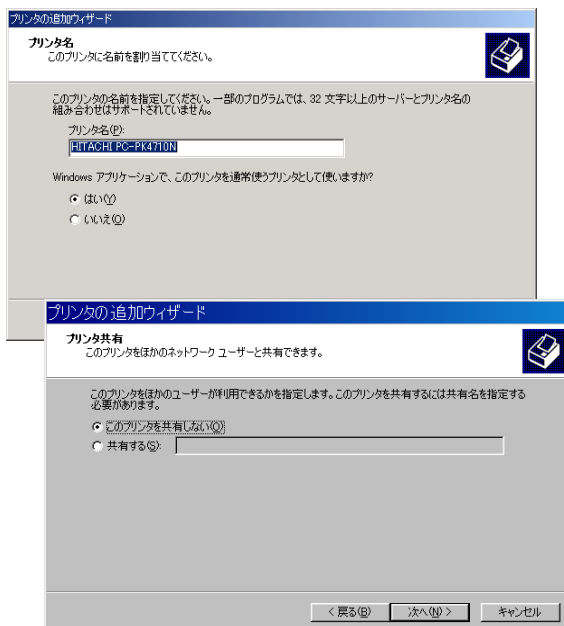 プリンタの追加ウィザード
プリンタ名
このプリンタに名前を割り当ててください。
このプリンタの名前を指定してください。一部のプログラムでは、32 文字以上のサーバーとプリンタ名の
組み合わせはサポートされていません。
プリンタ名(P):
HITACHI PC-PK4710N
Windows アプリケーションで、このプリンタを通常使うプリンタとして使いますか?
はい(Y)
いいえ(O)
プリンタの追加ウィザード
プリンタ共有
このプリンタをほかのネットワーク ユーザーと共有できます。
このプリンタをほかのユーザーが利用できるかを指定します。このプリンタを共有するには共有名を指定する
必要があります。
このプリンタを共有しない(O)
共有する(S):
< 戻る(B) 次へ(N) > キャンセル